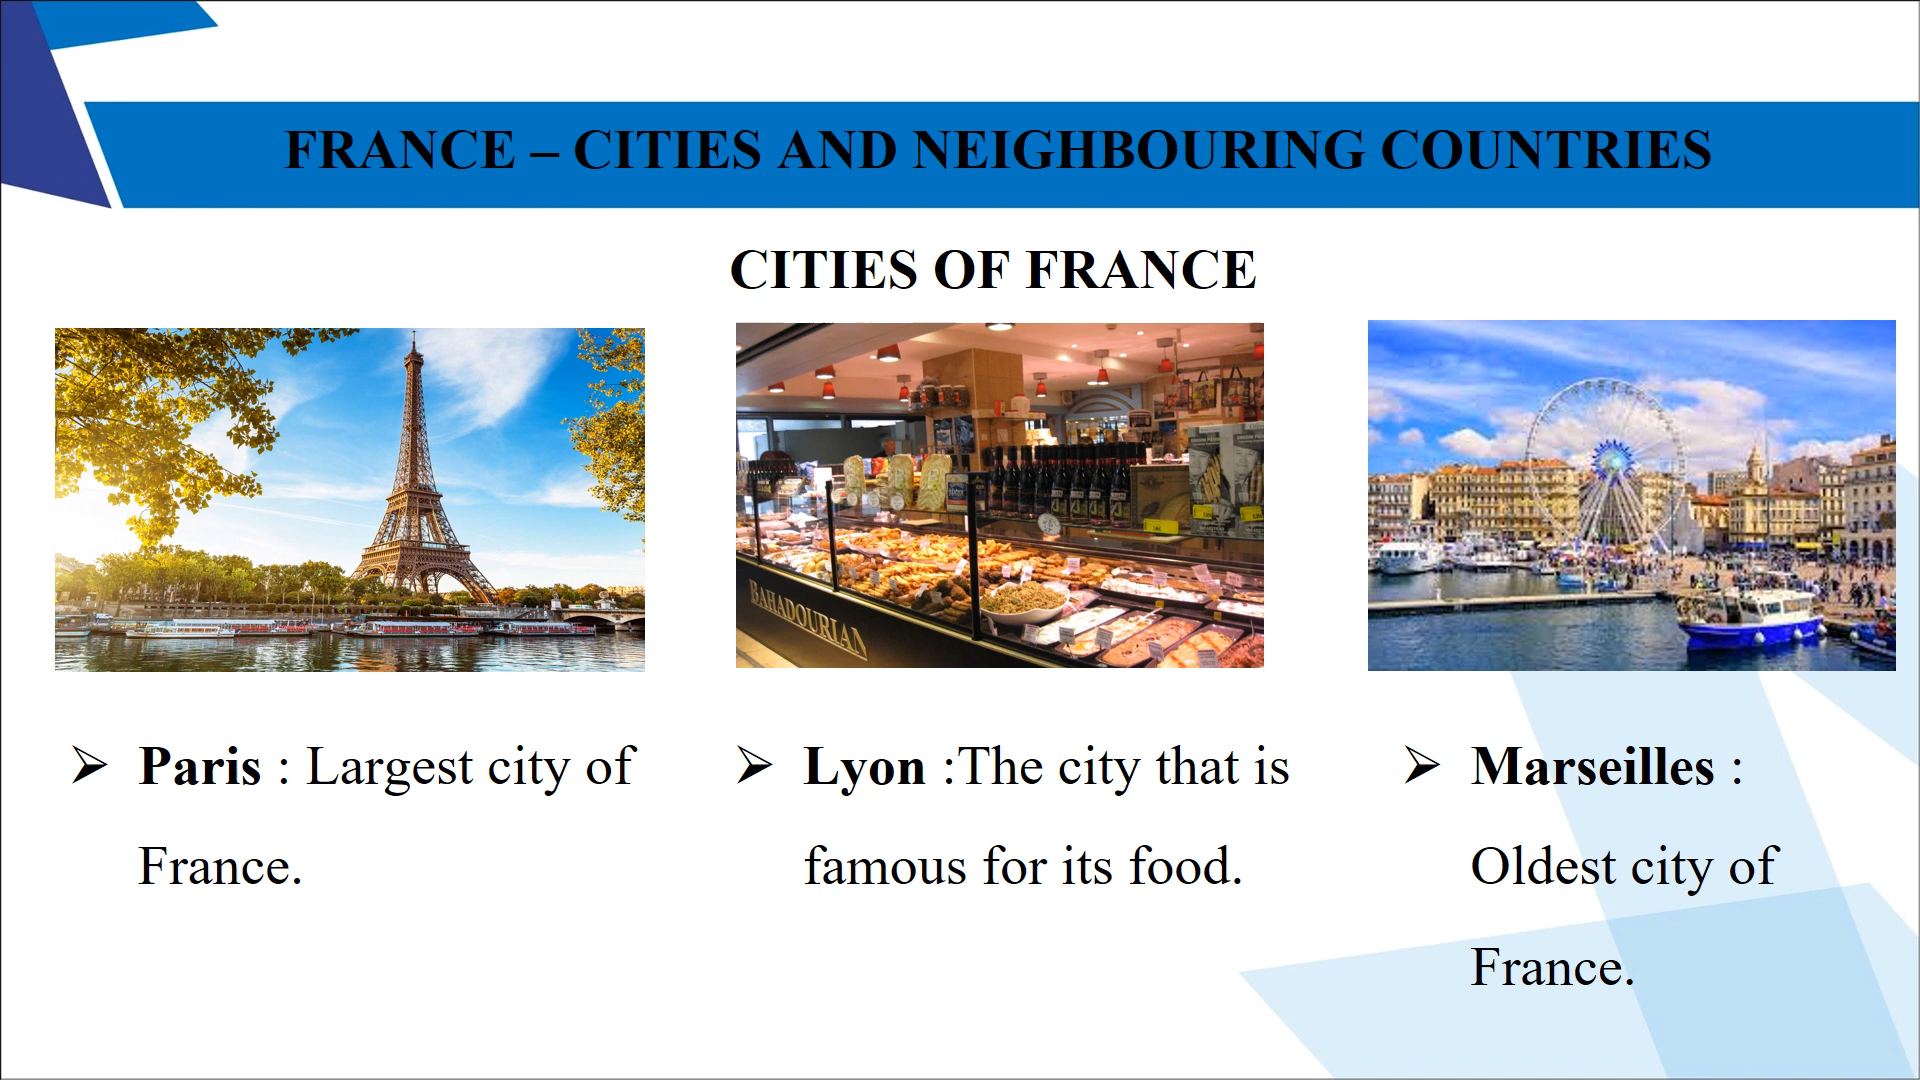 FRANCE – CITIES AND NEIGHBOURING COUNTRIES
CITIES OF FRANCE
BAHADOURIAN
➢ Paris : Largest city of
France.
➢ Lyon :The city that is
famous for its food.
➢ Marseilles :
Oldest city of
France.